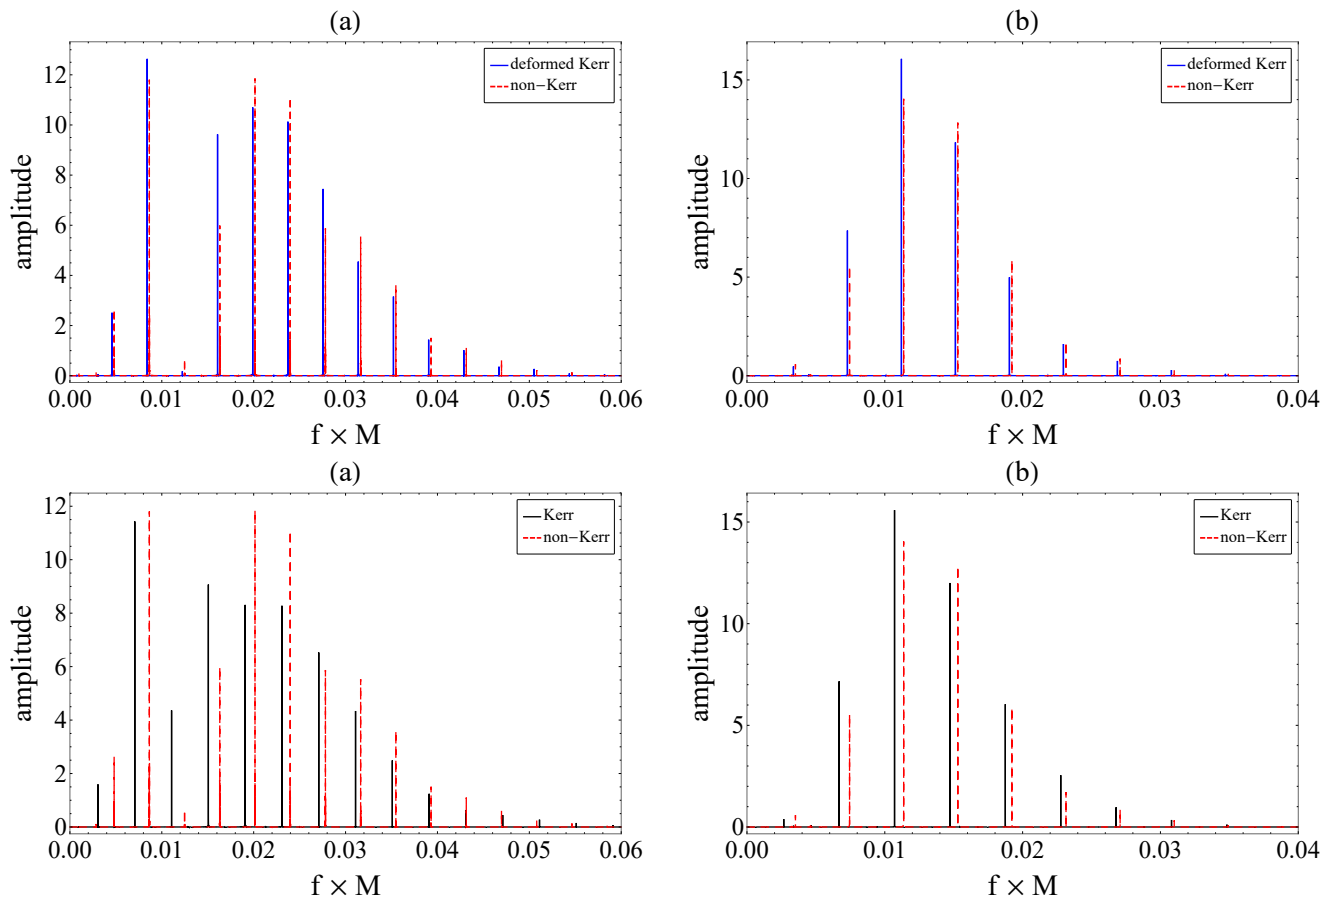 (a)
deformed Kerr
non−Kerr
amplitude
12
10
8
6
4
2
0
0.00 0.01 0.02 0.03 0.04 0.05 0.06
f × M
(b)
deformed Kerr
non−Kerr
amplitude
15
10
5
0
0.00 0.01 0.02 0.03 0.04
f × M
(a)
Kerr
non−Kerr
amplitude
12
10
8
6
4
2
0
0.00 0.01 0.02 0.03 0.04 0.05 0.06
f × M
(b)
Kerr
non−Kerr
amplitude
15
10
5
0
0.00 0.01 0.02 0.03 0.04
f × M